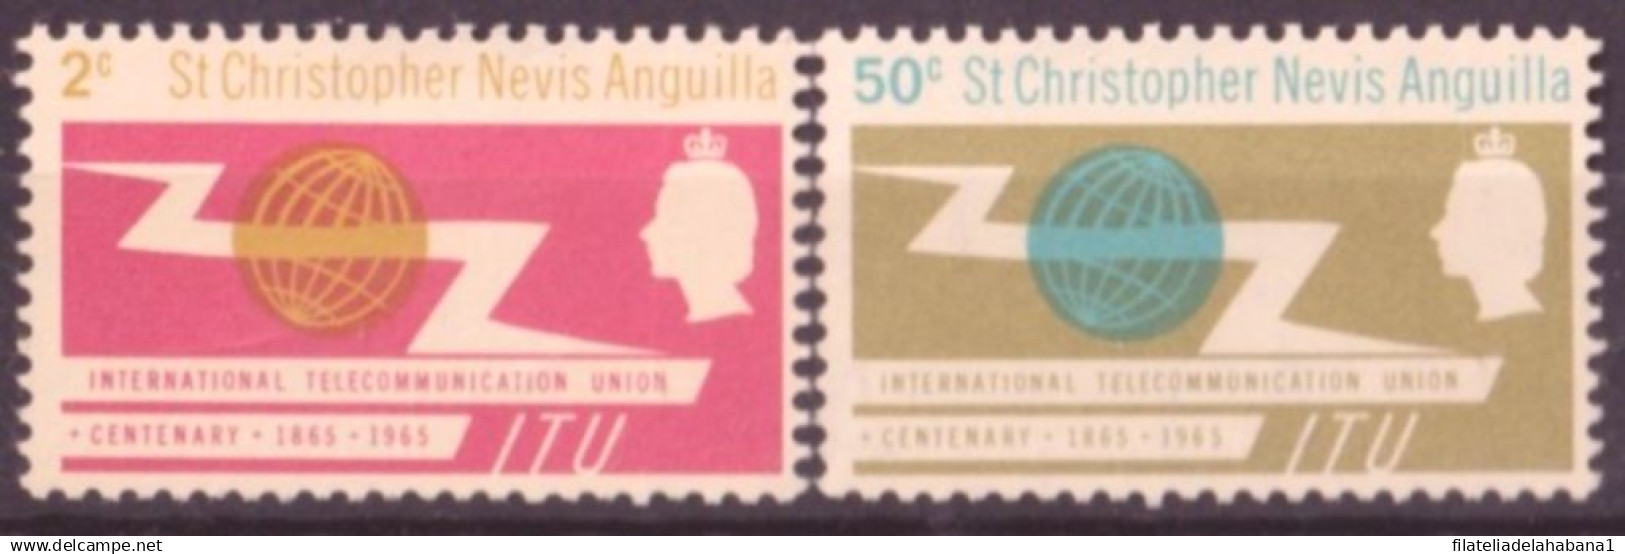 2c St Christopher Nevis Anguilla
INTERNATIONAL TELECOMMUNICATION UNION
+ CENTENARY - 1865 - 1965 ITU
50c St Christopher Nevis Anguilla
INTERNATIONAL TELECOMMUNICATION UNION
+ CENTENARY - 1865 - 1965 ITU
delcampe.net
filateliadelahabana1